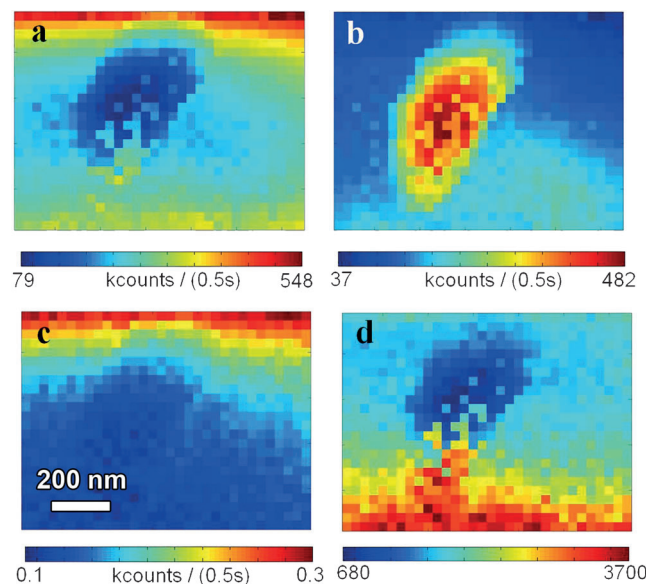 a
b
79 kcounts / (0.5s) 548
37 kcounts / (0.5s) 482
c
d
200 nm
0.1 kcounts / (0.5s) 0.3
680 3700